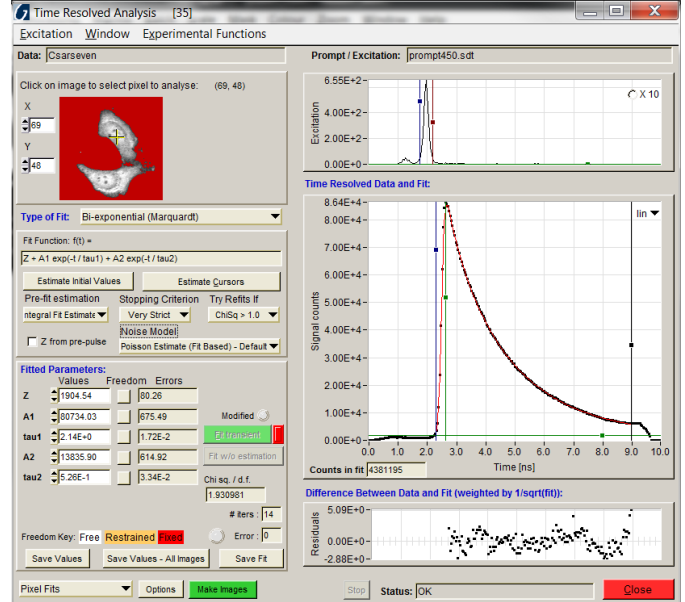 Time Resolved Analysis [35]
Excitation Window Experimental Functions
Data: Csarseven
Prompt / Excitation: prompt450.sdt
Click on image to select pixel to analyse: (69, 48)
X
69
Y
48
Type of Fit: Bi-exponential (Marquardt)
Fit Function: f(t) =
Z + A1 exp(-t / tau1) + A2 exp(-t / tau2)
Estimate Initial Values Estimate Cursors
Pre-fit estimation Stopping Criterion Try Refits If
ntegral Fit Estimate Very Strict ChiSq > 1.0
Noise Model
Z from pre-pulse Poisson Estimate (Fit Based) - Default
Fitted Parameters:
Values Freedom Errors
Z 1904.54 80.26
A1 80734.03 675.49 Modified
tau1 2.14E+0 1.72E-2 Fit transient
A2 13835.90 614.92 Fit w/o estimation
tau2 5.26E-1 3.34E-2 Chi sq. / d.f.
1.930981
# iters : 14
Freedom Key: Free Restrained Fixed Error : 0
Save Values Save Values - All Images Save Fit
Pixel Fits Options Make Images
6.55E+2
4.00E+2
2.00E+2
0.00E+0
Excitation
X 10
Time Resolved Data and Fit:
8.64E+4
8.00E+4
6.00E+4
5.00E+4
4.00E+4
3.00E+4
2.00E+4
1.00E+4
0.00E+0
Signal counts
lin
0.0 1.0 2.0 3.0 4.0 5.0 6.0 7.0 8.0 9.0 10.0
Time [ns]
Counts in fit 4381195
Difference Between Data and Fit (weighted by 1/sqrt(fit)):
5.09E+0
0.00E+0
-2.88E+0
Residuals
Stop Status: OK Close